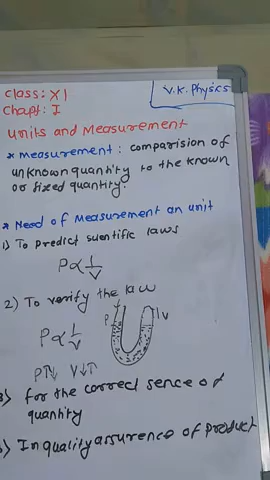 Class: XI
V.K. Physics
Chapt: I
Units and Measurement
* Measurement: comparision of
unknown quantity to the known
or fixed quantity.
* Need of Measurement an unit
1) To predict scientific laws
P∝1/V
2) To verify the law
P∝1/V
P
V
P↑↓ V↓↑
3) for the correct sence of
quantity
) In quality assurence of product